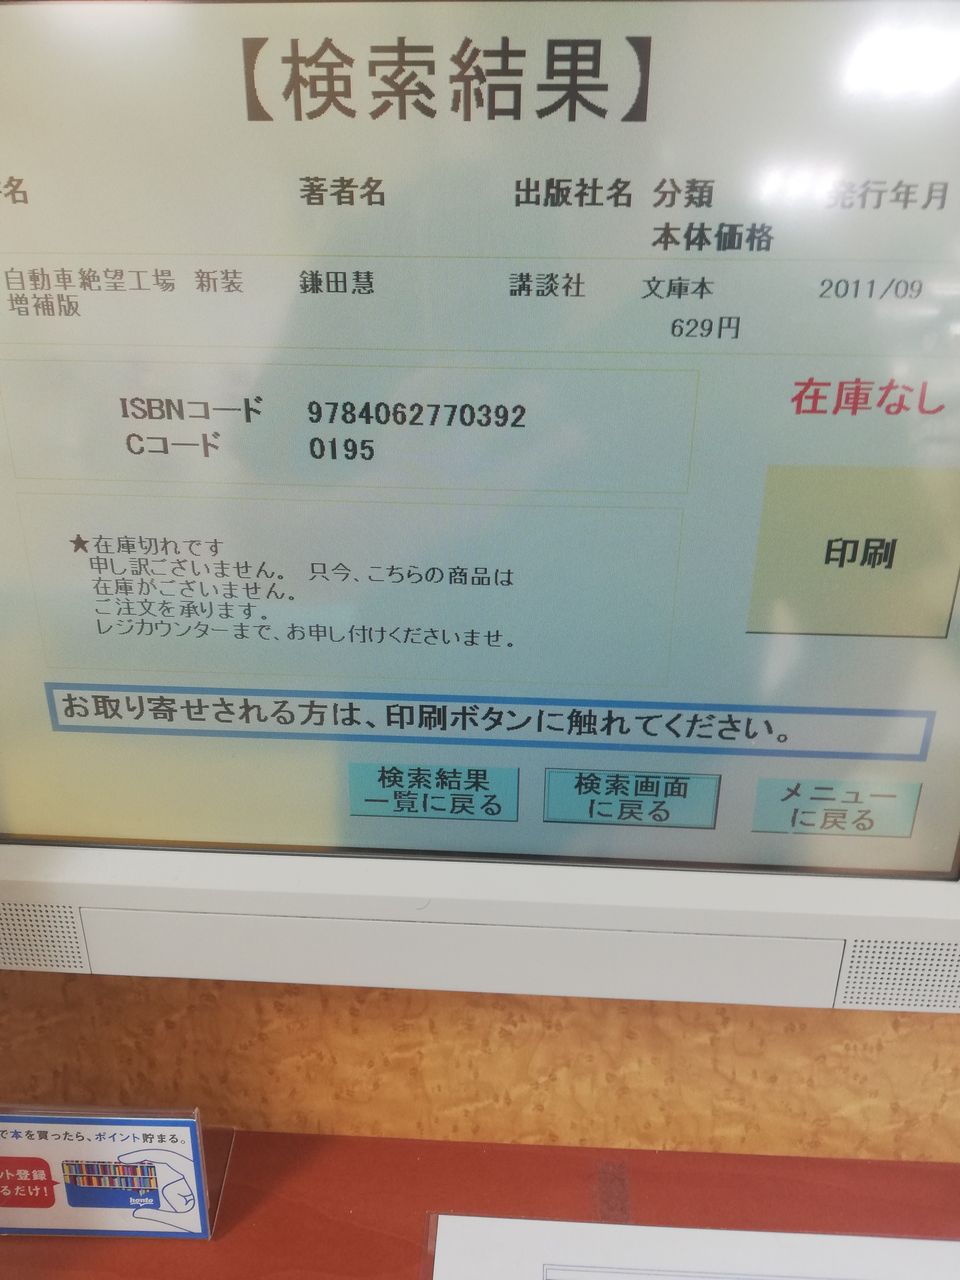 【検索結果】
名 著者名 出版社名 分類 発行年月
本体価格
自動車絶望工場 新装 鎌田慧 講談社 文庫本 2011/09
増補版
629円
ISBNコード 9784062770392
Cコード 0195
在庫なし
印刷
★在庫切れです
申し訳ございません。 只今、こちらの商品は
在庫がございません。
ご注文を承ります。
レジカウンターまで、お申し付けくださいませ。
お取り寄せされる方は、印刷ボタンに触れてください。
検索結果
一覧に戻る
検索画面
に戻る
メニュー
に戻る
で本を買ったら、ポイント貯まる。
ット登録
るだけ!
honto